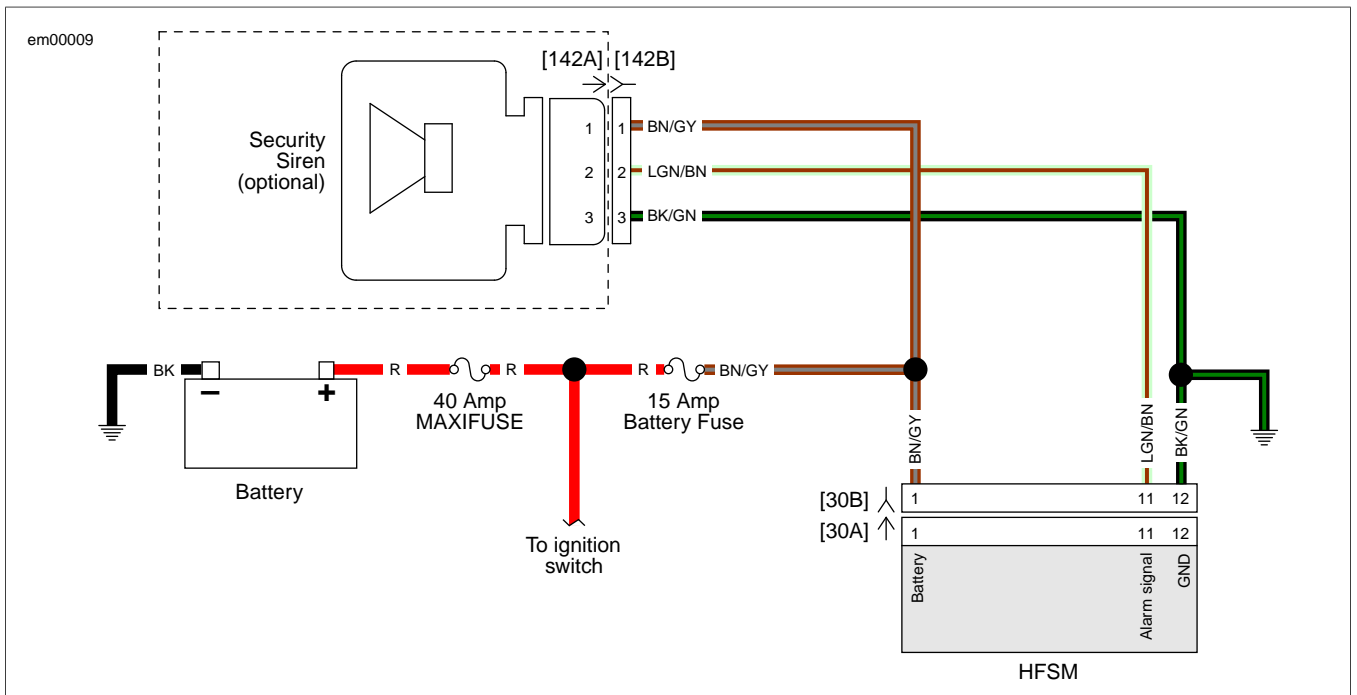 em00009
[142A] [142B]
Security
Siren
(optional)
1 1 BN/GY
2 2 LGN/BN
3 3 BK/GN
BK R R R BN/GY
– +
40 Amp
MAXIFUSE
15 Amp
Battery Fuse
Battery
To ignition
switch
BN/GY LGN/BN BK/GN
[30B] 1 11 12
[30A] 1 11 12
Battery Alarm signal GND
HFSM